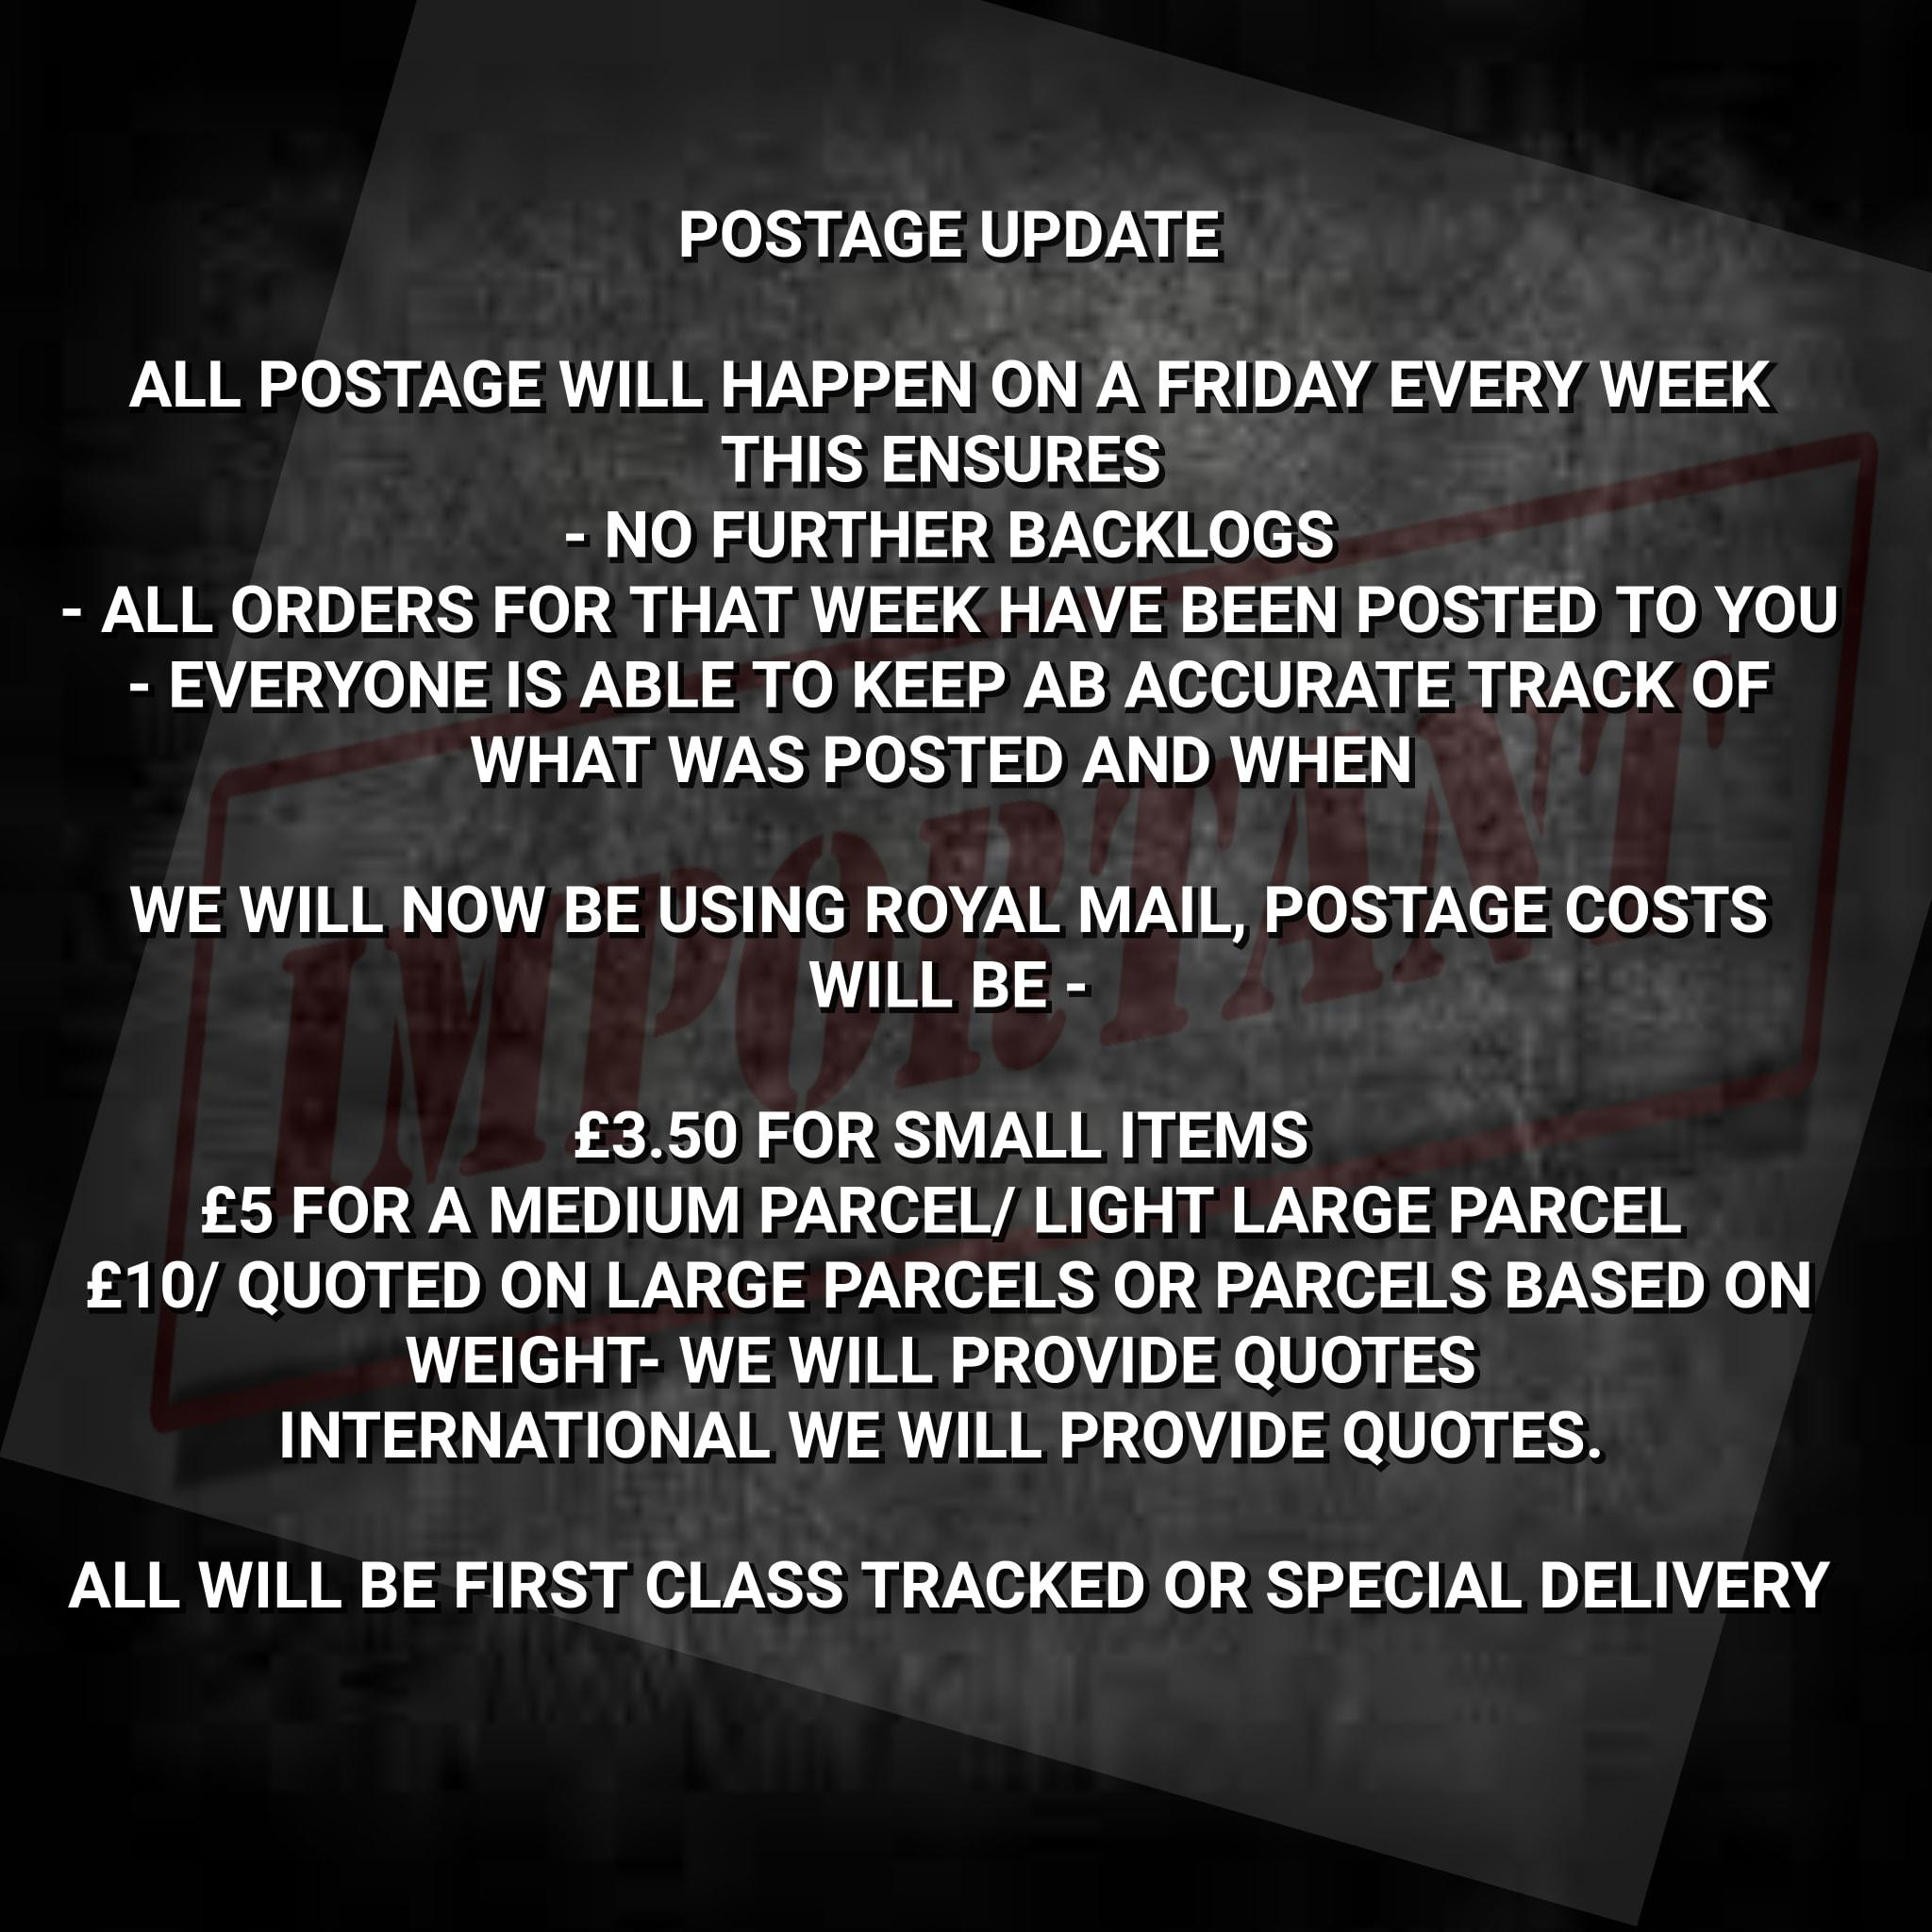 POSTAGE UPDATE
ALL POSTAGE WILL HAPPEN ON A FRIDAY EVERY WEEK
THIS ENSURES
- NO FURTHER BACKLOGS
- ALL ORDERS FOR THAT WEEK HAVE BEEN POSTED TO YOU
- EVERYONE IS ABLE TO KEEP AB ACCURATE TRACK OF
WHAT WAS POSTED AND WHEN
WE WILL NOW BE USING ROYAL MAIL, POSTAGE COSTS
WILL BE -
IMPORTANT
£3.50 FOR SMALL ITEMS
£5 FOR A MEDIUM PARCEL/ LIGHT LARGE PARCEL
£10/ QUOTED ON LARGE PARCELS OR PARCELS BASED ON
WEIGHT- WE WILL PROVIDE QUOTES
INTERNATIONAL WE WILL PROVIDE QUOTES.
ALL WILL BE FIRST CLASS TRACKED OR SPECIAL DELIVERY